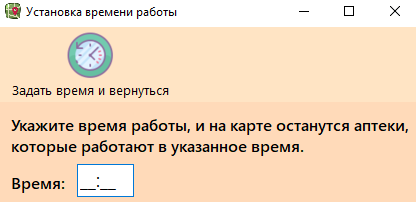 Установка времени работы
Задать время и вернуться
Укажите время работы, и на карте останутся аптеки,
которые работают в указанное время.
Время: __:__